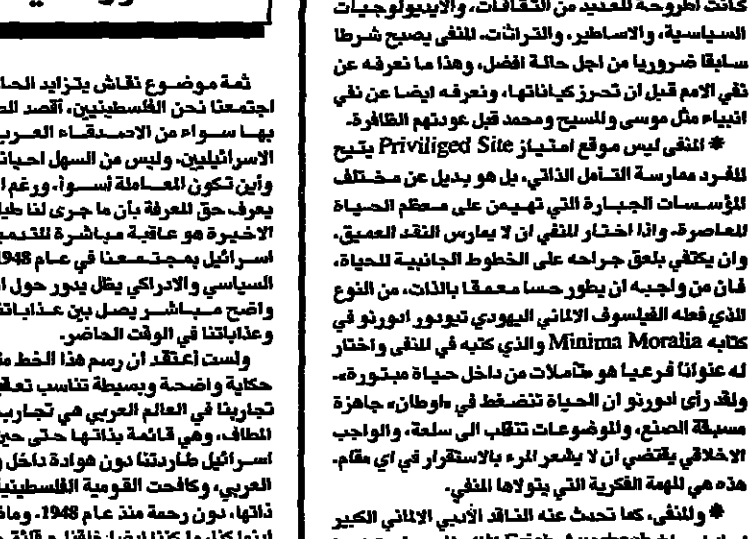 كانت اطروحة للعديد من الثقافات، والايديولوجيات
السياسية، والاساطير، والتراثات. المنفى يصبح شرطا
سابقا ضروريا من اجل حالة افضل، وهذا ما نعرفه عن
نفي الامم قبل ان تحرز كياناتها، ونعرفه ايضا عن نفي
انبياء مثل موسى والمسيح ومحمد قبل عودتهم الظافرة.
* المنفى ليس موقع امتياز Priviliged Site يتيح
للفرد ممارسة التأمل الذاتي، بل هو بديل عن مختلف
المؤسسات الجبارة التي تهيمن على معظم الحياة
المعاصرة. واذا اختار المنفي ان لا يمارس النقد العميق،
وان يكتفي بلعق جراحه على الخطوط الجانبية للحياة،
فان من واجبه ان يطور حسا معمقا بالذات، من النوع
الذي فعله الفيلسوف الالماني اليهودي تيودور ادورنو في
كتابه Minima Moralia والذي كتبه في المنفى واختار
له عنوانا فرعيا هو «تأملات من داخل حياة مبتورة».
ولقد رأى ادورنو ان الحياة تنضغط في «اوطان» جاهزة
مسبقة الصنع، والموضوعات تنقلب الى سلعة، والواجب
الاخلاقي يقتضي ان لا يشعر المرء بالاستقرار في اي مقام.
هذه هي المهمة الفكرية التي يتولاها المنفي.
* والمنفى، كما تحدث عنه الناقد الأدبي الالماني الكبير
ثمة موضوع نقاش يتزايد
اجتمعنا نحن الفلسطينيين، أقصد
بها سواء من الاصدقاء
الاسرائيليين. وليس من السهل
وأين تكون المعاملة أسوأ، ورغم
يعرف حق المعرفة بأن ما جرى لنا
الاخيرة هو عاقبة مباشرة
اسرائيل بمجتمعنا في عام 1948
السياسي والادراكي يظل يدور حول
واضح مباشر يصل بين
وعذاباتنا في الوقت الحاضر.
ولست أعتقد ان رسم هذا الخط
حكاية واضحة وبسيطة تناسب
تجاربنا في العالم العربي هي
المطاف، وهي قائمة بذاتها حتى
اسرائيل طاردتنا دون هوادة داخل
العربي، وكافحت القومية
ذاتها، دون رحمة منذ عام 1948.